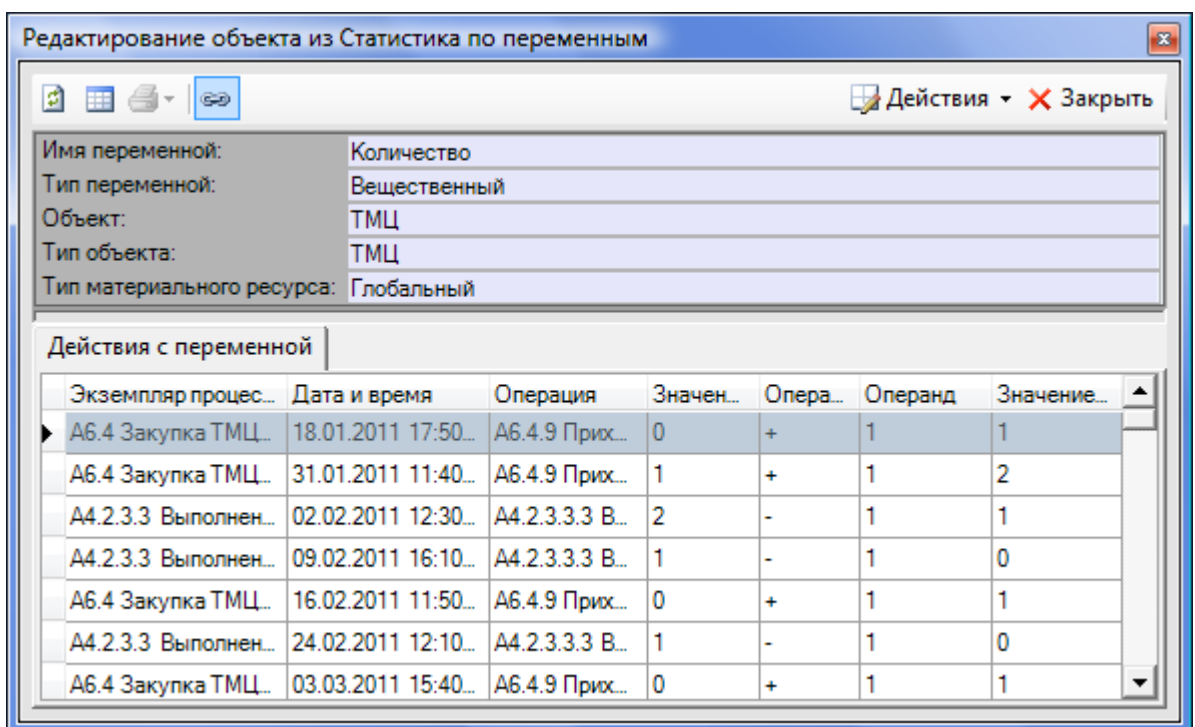 Редактирование объекта из Статистика по переменным
Действия Закрыть
Имя переменной: Количество
Тип переменной: Вещественный
Объект: ТМЦ
Тип объекта: ТМЦ
Тип материального ресурса: Глобальный
Действия с переменной
Экземпляр процес... Дата и время Операция Значен... Опера... Операнд Значение...
А6.4 Закупка ТМЦ... 18.01.2011 17:50... А6.4.9 Прих... 0 + 1 1
А6.4 Закупка ТМЦ... 31.01.2011 11:40... А6.4.9 Прих... 1 + 1 2
А4.2.3.3 Выполнен... 02.02.2011 12:30... А4.2.3.3.3 В... 2 - 1 1
А4.2.3.3 Выполнен... 09.02.2011 16:10... А4.2.3.3.3 В... 1 - 1 0
А6.4 Закупка ТМЦ... 16.02.2011 11:50... А6.4.9 Прих... 0 + 1 1
А4.2.3.3 Выполнен... 24.02.2011 12:10... А4.2.3.3.3 В... 1 - 1 0
А6.4 Закупка ТМЦ... 03.03.2011 15:40... А6.4.9 Прих... 0 + 1 1